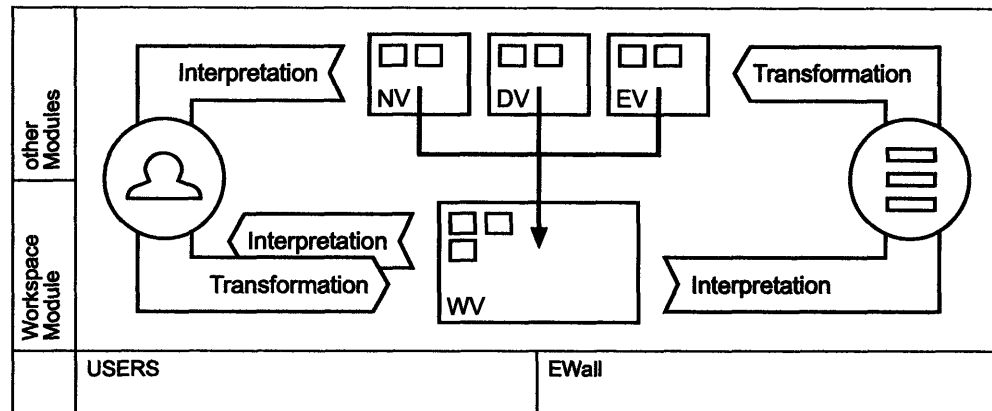 other
Modules
Interpretation
NV
DV
EV
Transformation
Workspace
Module
Interpretation
Transformation
WV
Interpretation
USERS
EWall